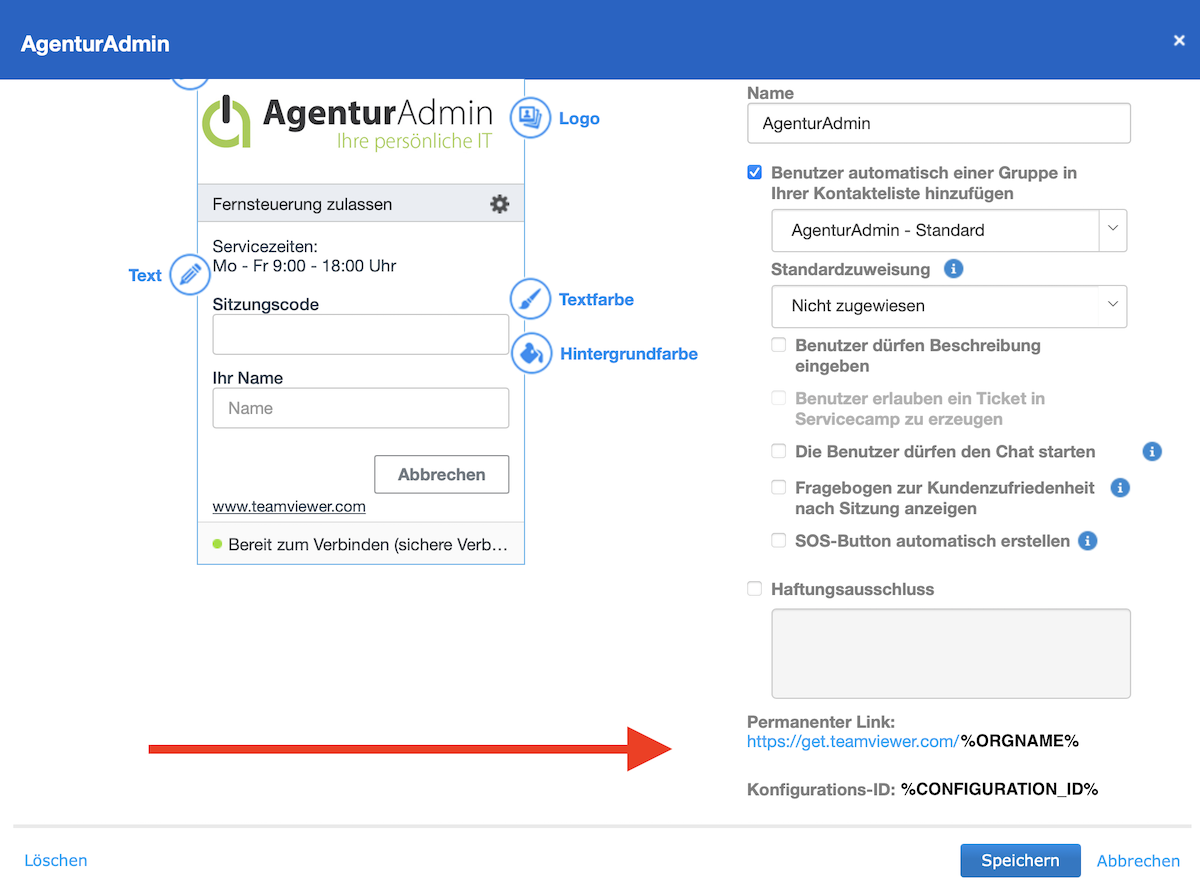 AgenturAdmin
AgenturAdmin
Ihre persönliche IT
Logo
Fernsteuerung zulassen
Servicezeiten:
Mo - Fr 9:00 - 18:00 Uhr
Text
Sitzungscode
Textfarbe
Hintergrundfarbe
Ihr Name
Name
Abbrechen
www.teamviewer.com
Bereit zum Verbinden (sichere Verb...
Name
AgenturAdmin
Benutzer automatisch einer Gruppe in
Ihrer Kontakteliste hinzufügen
AgenturAdmin - Standard
Standardzuweisung
Nicht zugewiesen
Benutzer dürfen Beschreibung
eingeben
Benutzer erlauben ein Ticket in
Servicecamp zu erzeugen
Die Benutzer dürfen den Chat starten
Fragebogen zur Kundenzufriedenheit
nach Sitzung anzeigen
SOS-Button automatisch erstellen
Haftungsausschluss
Permanenter Link:
https://get.teamviewer.com/%ORGNAME%
Konfigurations-ID: %CONFIGURATION_ID%
Löschen
Speichern
Abbrechen